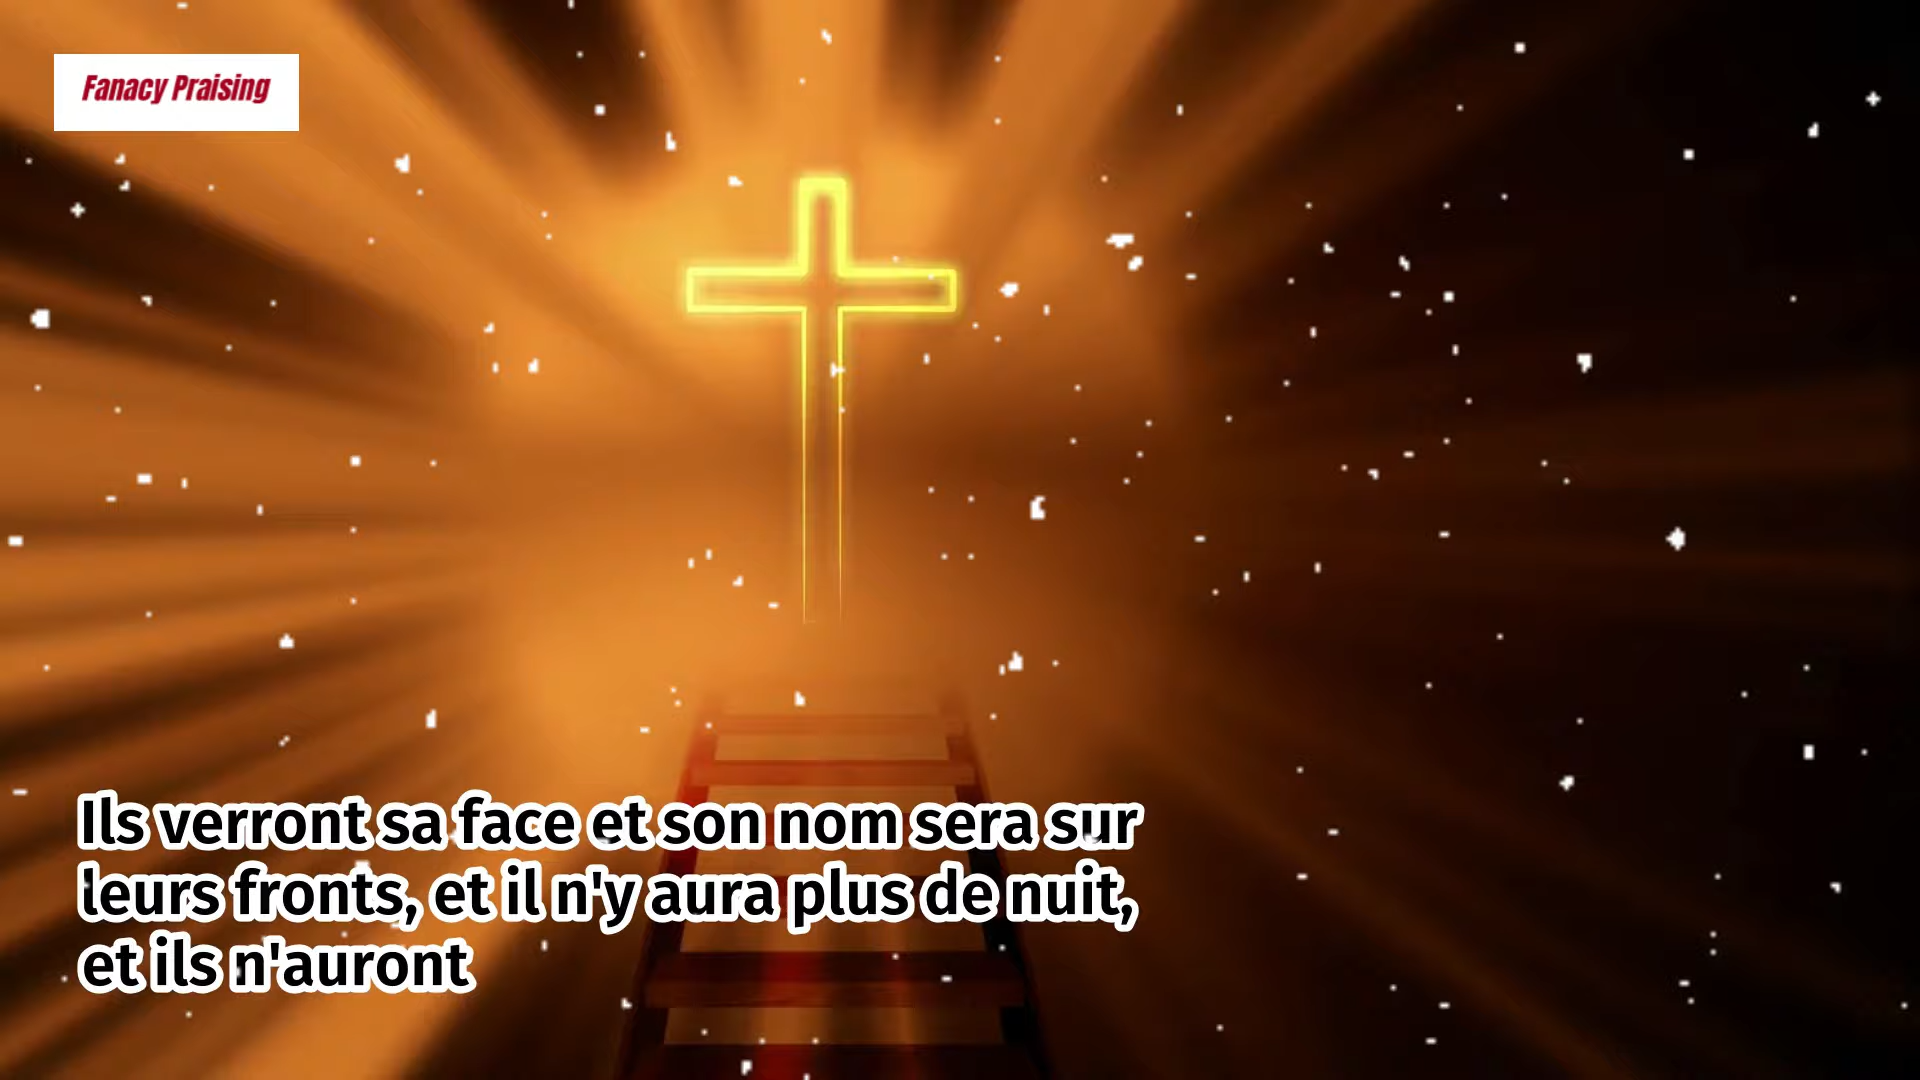 Fanacy Praising
Ils verront sa face et son nom sera sur
leurs fronts, et il n'y aura plus de nuit,
et ils n'auront